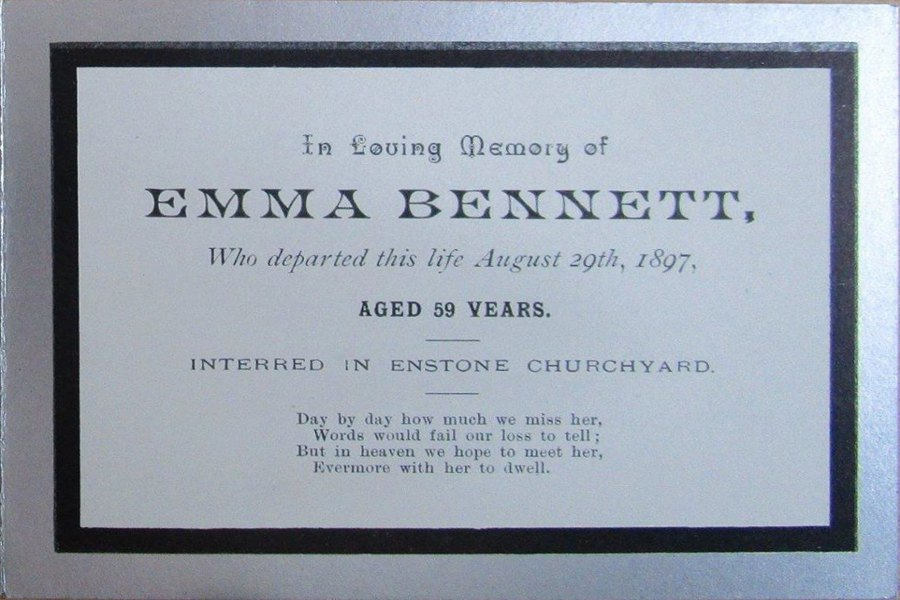 In Loving Memory of
EMMA BENNETT,
Who departed this life August 29th, 1897,
AGED 59 YEARS.
INTERRED IN ENSTONE CHURCHYARD.
Day by day how much we miss her,
Words would fail our loss to tell;
But in heaven we hope to meet her,
Evermore with her to dwell.